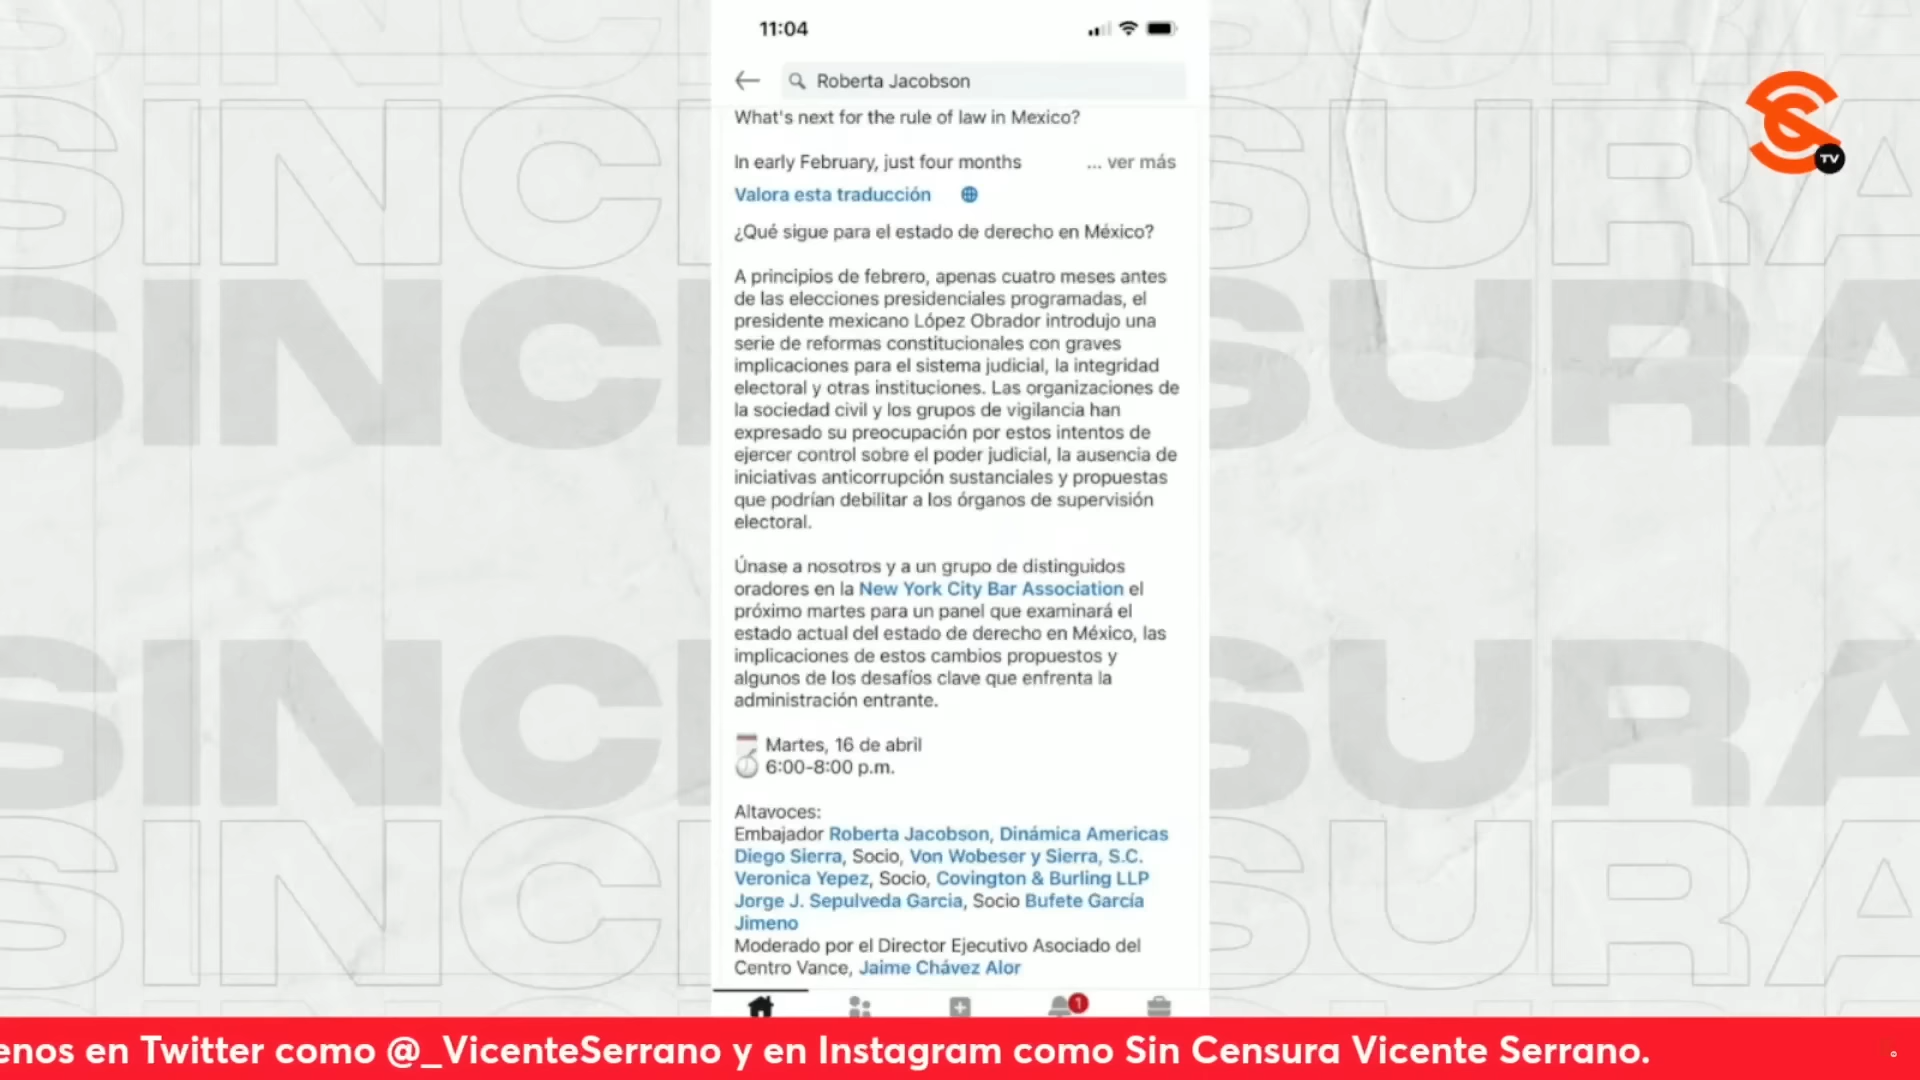 11:04
Roberta Jacobson
What's next for the rule of law in Mexico?
In early February, just four months ... ver más
Valora esta traducción
¿Qué sigue para el estado de derecho en México?
A principios de febrero, apenas cuatro meses antes
de las elecciones presidenciales programadas, el
presidente mexicano López Obrador introdujo una
serie de reformas constitucionales con graves
implicaciones para el sistema judicial, la integridad
electoral y otras instituciones. Las organizaciones de
la sociedad civil y los grupos de vigilancia han
expresado su preocupación por estos intentos de
ejercer control sobre el poder judicial, la ausencia de
iniciativas anticorrupción sustanciales y propuestas
que podrían debilitar a los órganos de supervisión
electoral.
Únase a nosotros y a un grupo de distinguidos
oradores en la New York City Bar Association el
próximo martes para un panel que examinará el
estado actual del estado de derecho en México, las
implicaciones de estos cambios propuestos y
algunos de los desafíos clave que enfrenta la
administración entrante.
Martes, 16 de abril
6:00-8:00 p.m.
Altavoces:
Embajador Roberta Jacobson, Dinámica Americas
Diego Sierra, Socio, Von Wobeser y Sierra, S.C.
Veronica Yepez, Socio, Covington & Burling LLP
Jorge J. Sepulveda Garcia, Socio Bufete García
Jimeno
Moderado por el Director Ejecutivo Asociado del
Centro Vance, Jaime Chávez Alor
1
TV
SINC SURA
SINC SURA
SINC SURA
SINC SURA
enos en Twitter como @_VicenteSerrano y en Instagram como Sin Censura Vicente Serrano.